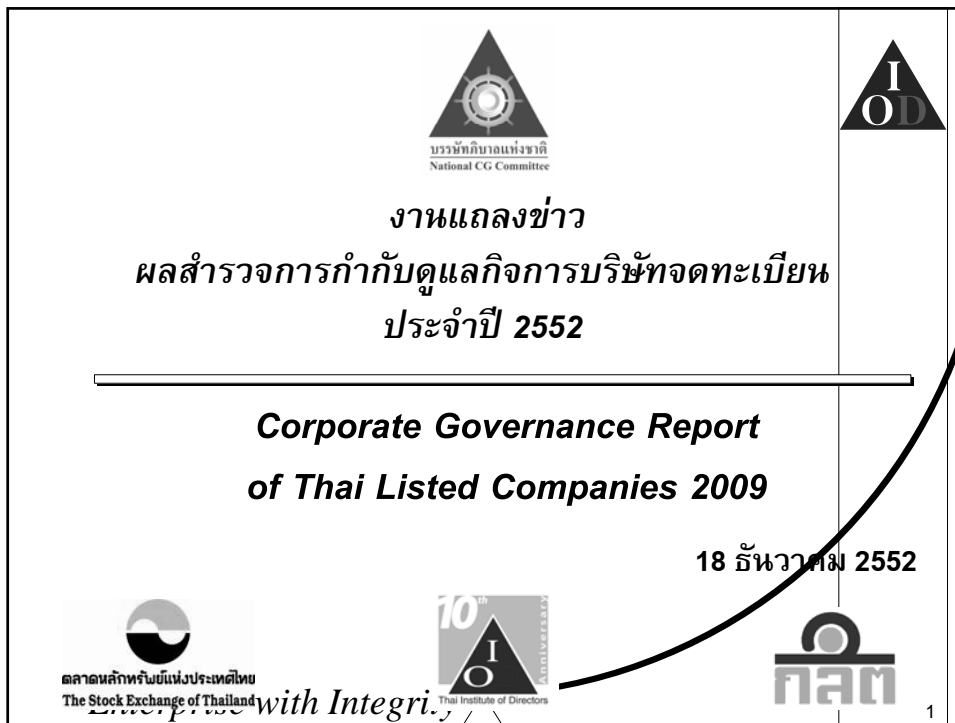 IOD
บรรษัทภิบาลแห่งชาติ
National CG Committee
งานแถลงข่าว
ผลสำรวจการกำกับดูแลกิจการบริษัทจดทะเบียน
ประจำปี 2552
Corporate Governance Report
of Thai Listed Companies 2009
18 ธันวาคม 2552
ตลาดหลักทรัพย์แห่งประเทศไทย
The Stock Exchange of Thailand
10th Anniversary
IO
Thai Institute of Directors
ก.ล.ต
with Integrity
1